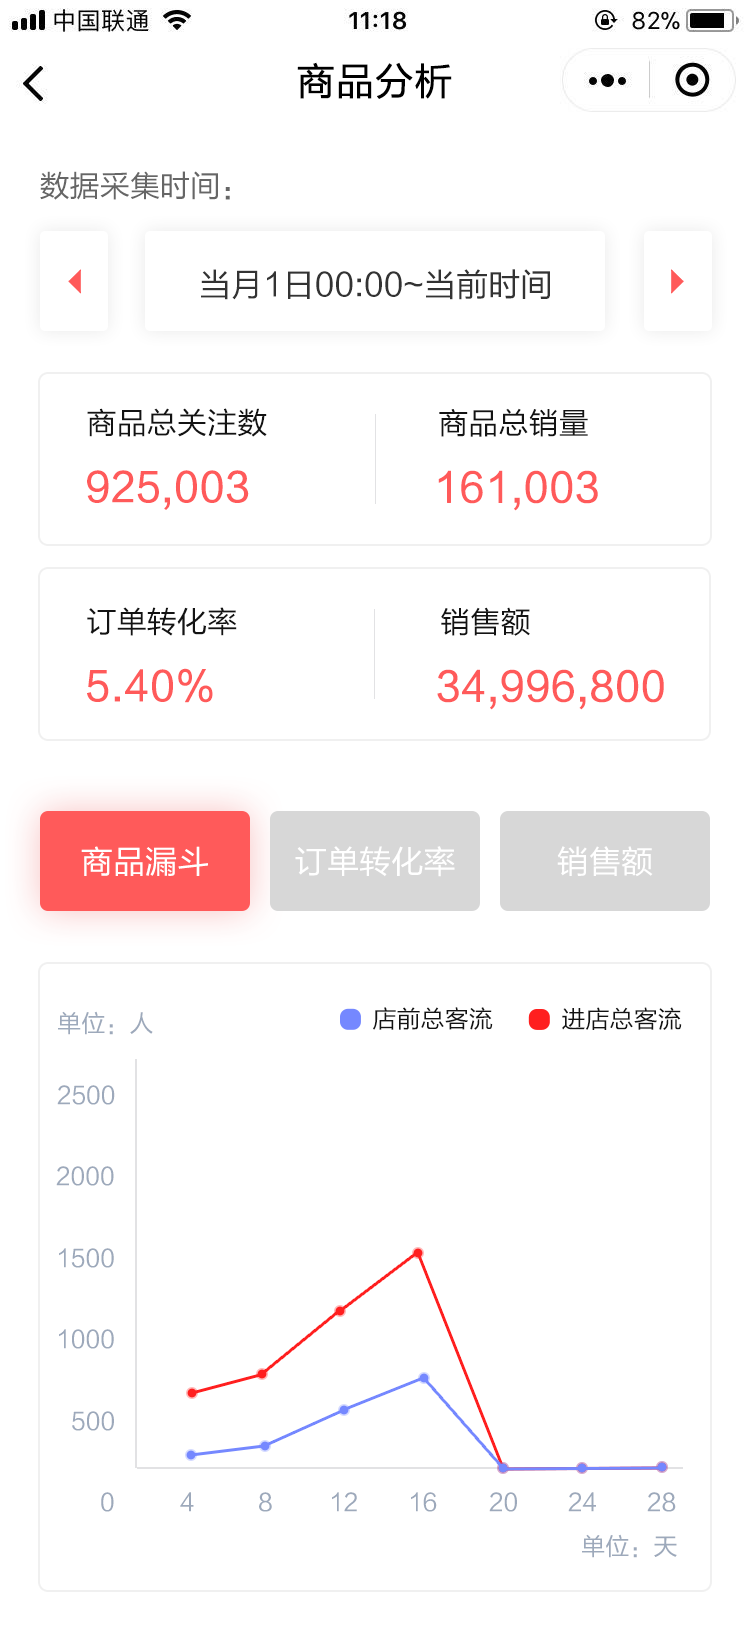 中国联通 11:18 82%
商品分析
数据采集时间:
当月1日00:00~当前时间
商品总关注数 商品总销量
925,003 161,003
订单转化率 销售额
5.40% 34,996,800
商品漏斗 订单转化率 销售额
单位：人 店前总客流 进店总客流
2500
2000
1500
1000
500
0 4 8 12 16 20 24 28
单位：天